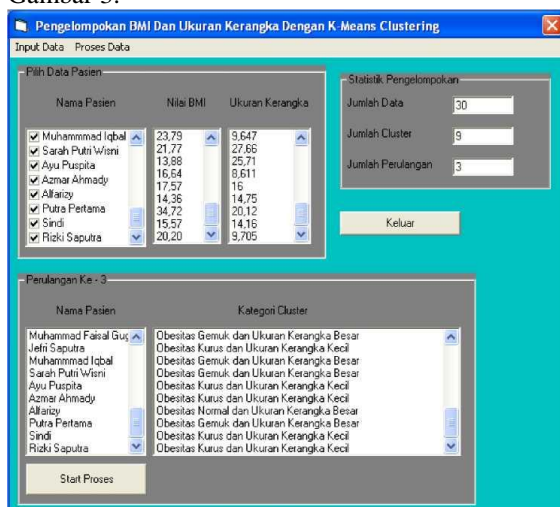 Pengelompokan BMI Dan Ukuran Kerangka Dengan K-Means Clustering
Input Data Proses Data
Pilih Data Pasien
Nama Pasien Nilai BMI Ukuran Kerangka
Muhammmad Iqbal
Sarah Putri Wisni
Ayu Puspita
Azmar Ahmady
Alfarizy
Putra Pertama
Sindi
Rizki Saputra
23,79
21,77
13,88
16,64
17,57
14,36
34,72
15,57
20,20
9,647
27,66
25,71
8,611
16
14,75
20,12
14,16
9,705
Statistik Pengelompokan
Jumlah Data 30
Jumlah Cluster 9
Jumlah Perulangan 3
Keluar
Perulangan Ke - 3
Nama Pasien Kategori Cluster
Muhammad Faisal Gug Obesitas Gemuk dan Ukuran Kerangka Besar
Jefri Saputra Obesitas Kurus dan Ukuran Kerangka Kecil
Muhammmad Iqbal Obesitas Gemuk dan Ukuran Kerangka Besar
Sarah Putri Wisni Obesitas Gemuk dan Ukuran Kerangka Besar
Ayu Puspita Obesitas Kurus dan Ukuran Kerangka Kecil
Azmar Ahmady Obesitas Kurus dan Ukuran Kerangka Kecil
Alfarizy Obesitas Normal dan Ukuran Kerangka Besar
Putra Pertama Obesitas Gemuk dan Ukuran Kerangka Besar
Sindi Obesitas Kurus dan Ukuran Kerangka Kecil
Rizki Saputra Obesitas Kurus dan Ukuran Kerangka Kecil
Start Proses